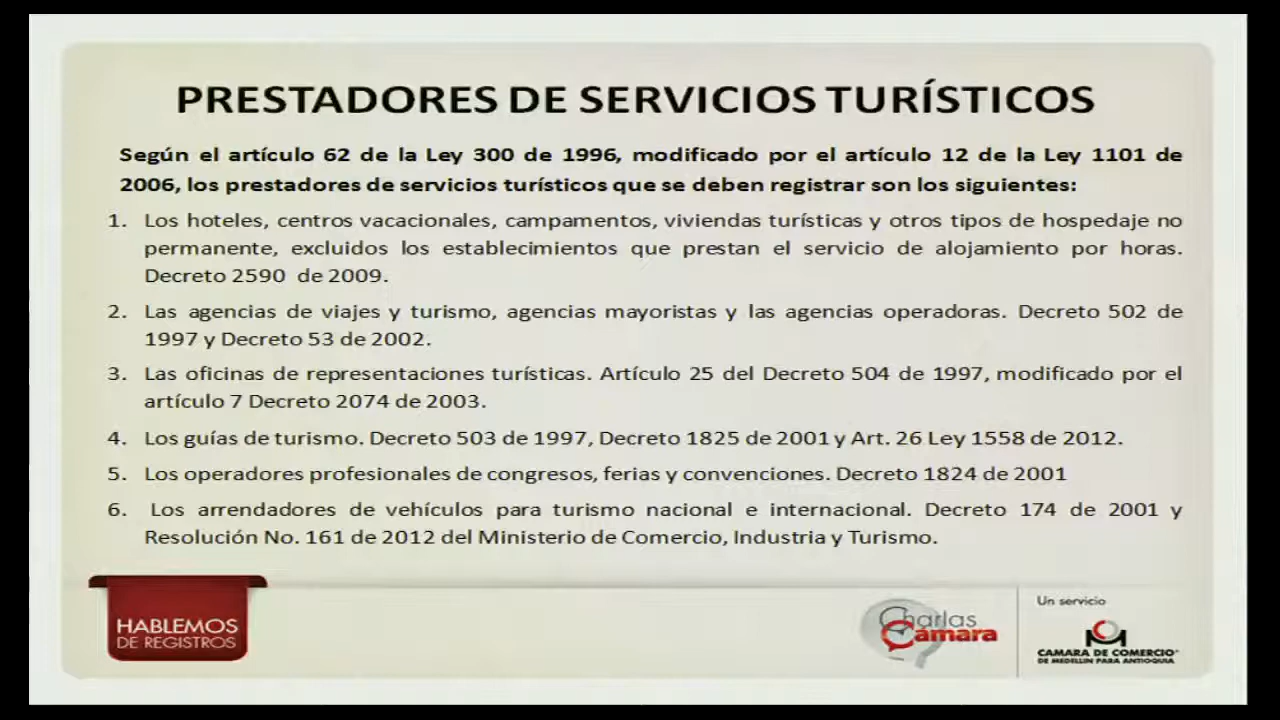 PRESTADORES DE SERVICIOS TURÍSTICOS
Según el artículo 62 de la Ley 300 de 1996, modificado por el artículo 12 de la Ley 1101 de
2006, los prestadores de servicios turísticos que se deben registrar son los siguientes:
1. Los hoteles, centros vacacionales, campamentos, viviendas turísticas y otros tipos de hospedaje no
permanente, excluidos los establecimientos que prestan el servicio de alojamiento por horas.
Decreto 2590 de 2009.
2. Las agencias de viajes y turismo, agencias mayoristas y las agencias operadoras. Decreto 502 de
1997 y Decreto 53 de 2002.
3. Las oficinas de representaciones turísticas. Artículo 25 del Decreto 504 de 1997, modificado por el
artículo 7 Decreto 2074 de 2003.
4. Los guías de turismo. Decreto 503 de 1997, Decreto 1825 de 2001 y Art. 26 Ley 1558 de 2012.
5. Los operadores profesionales de congresos, ferias y convenciones. Decreto 1824 de 2001
6. Los arrendadores de vehículos para turismo nacional e internacional. Decreto 174 de 2001 y
Resolución No. 161 de 2012 del Ministerio de Comercio, Industria y Turismo.
HABLEMOS
DE REGISTROS
Charlas
Cámara
Un servicio
CAMARA DE COMERCIO
DE MEDELLIN PARA ANTIOQUIA